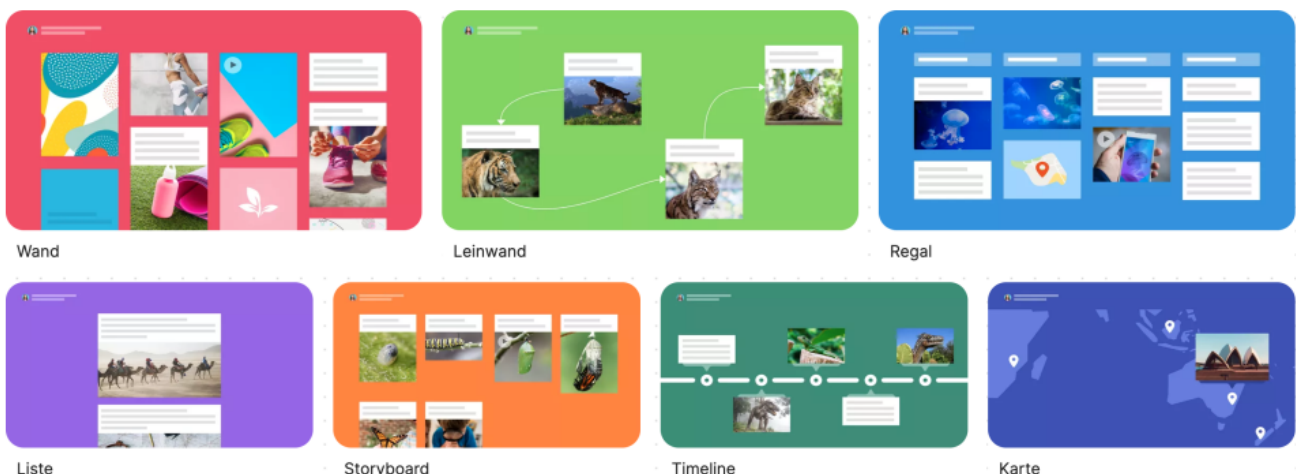 Wand
Leinwand
Regal
Liste
Storyboard
Timeline
Karte